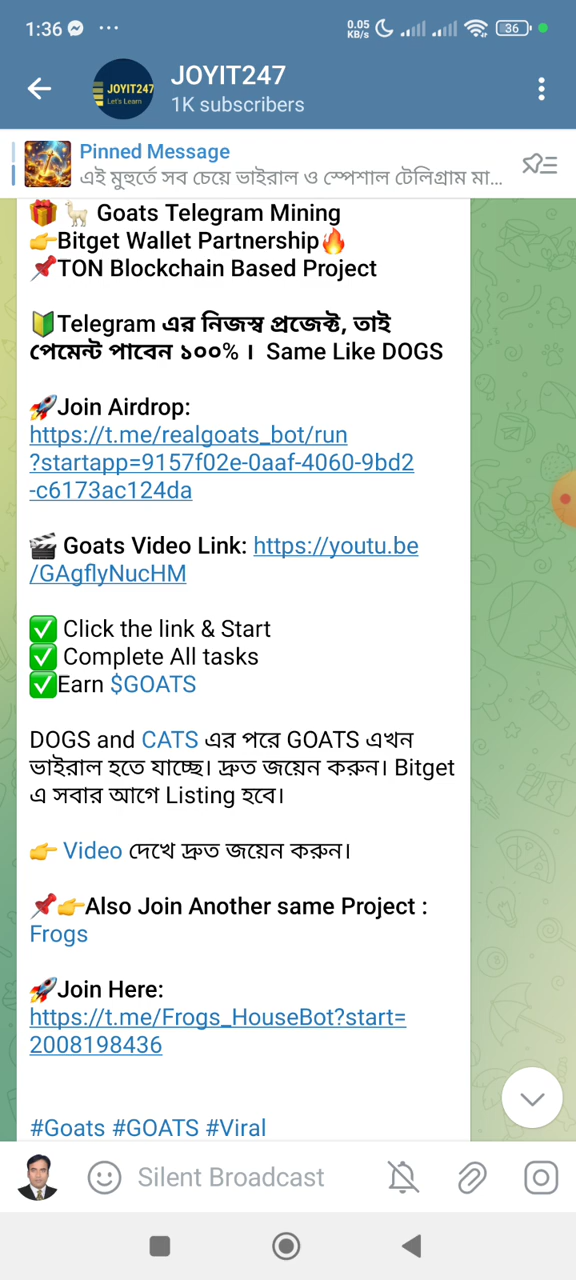 1:36
0.05 KB/s
36
JOYIT247
Let's Learn
JOYIT247
1K subscribers
Pinned Message
এই মুহুর্তে সব চেয়ে ভাইরাল ও স্পেশাল টেলিগ্রাম মা...
🎁🦙 Goats Telegram Mining
👉Bitget Wallet Partnership🔥
📌TON Blockchain Based Project
🔰Telegram এর নিজস্ব প্রজেক্ট, তাই
পেমেন্ট পাবেন ১০০% । Same Like DOGS
🚀Join Airdrop:
https://t.me/realgoats_bot/run
?startapp=9157f02e-0aaf-4060-9bd2
-c6173ac124da
🎬 Goats Video Link: https://youtu.be
/GAgflyNucHM
✅ Click the link & Start
✅ Complete All tasks
✅Earn $GOATS
DOGS and CATS এর পরে GOATS এখন
ভাইরাল হতে যাচ্ছে। দ্রুত জয়েন করুন। Bitget
এ সবার আগে Listing হবে।
👉 Video দেখে দ্রুত জয়েন করুন।
📌👉Also Join Another same Project :
Frogs
🚀Join Here:
https://t.me/Frogs_HouseBot?start=
2008198436
#Goats #GOATS #Viral
Silent Broadcast